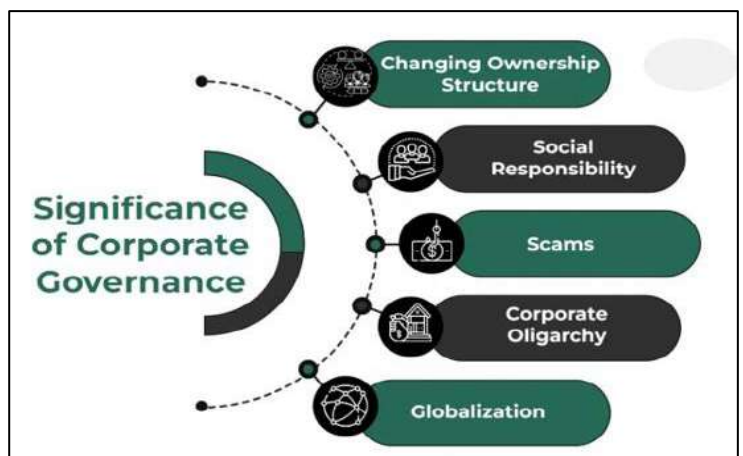 Significance
of Corporate
Governance
Changing Ownership
Structure
Social
Responsibility
Scams
Corporate
Oligarchy
Globalization